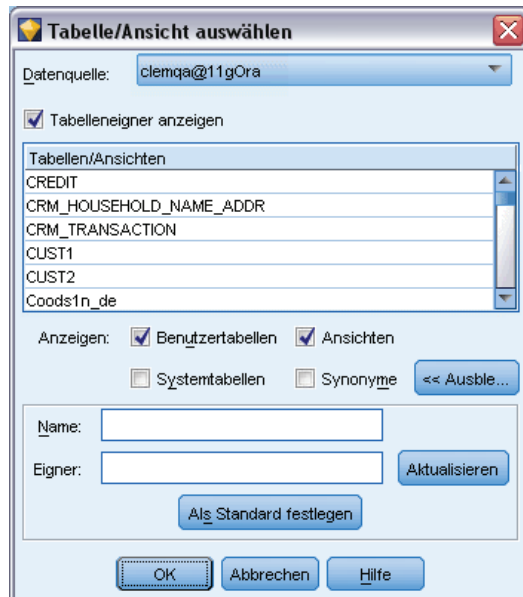 Tabelle/Ansicht auswählen
Datenquelle: clemqa@11gOra
Tabelleneigner anzeigen
Tabellen/Ansichten
CREDIT
CRM_HOUSEHOLD_NAME_ADDR
CRM_TRANSACTION
CUST1
CUST2
Coods1n_de
Anzeigen: Benutzertabellen Ansichten
Systemtabellen Synonyme << Ausble...
Name:
Eigner: Aktualisieren
Als Standard festlegen
OK Abbrechen Hilfe